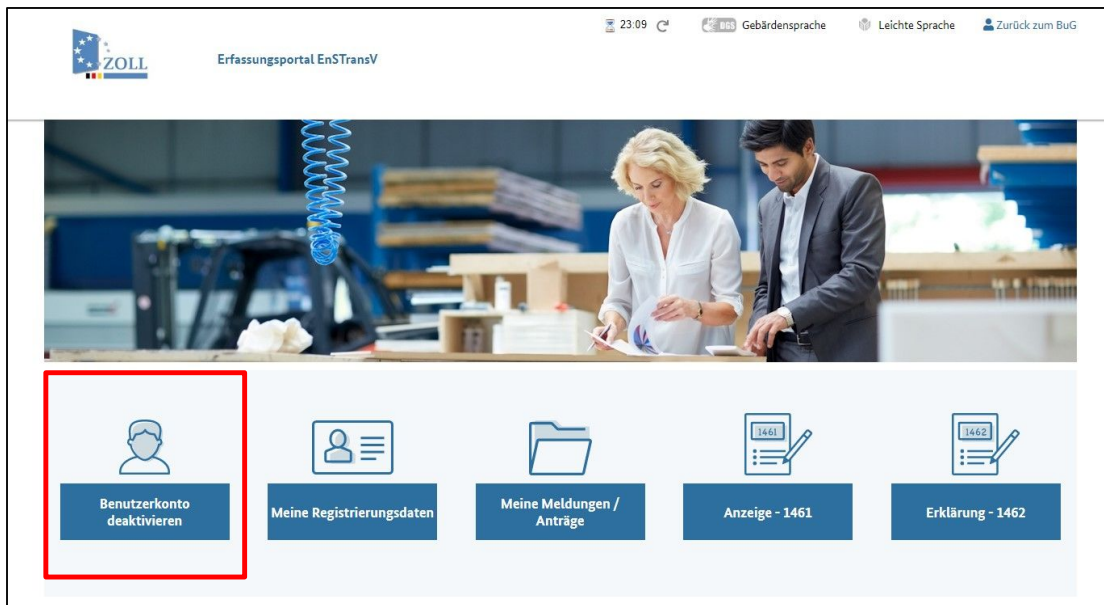 23:09
DGS Gebärdensprache
Leichte Sprache
Zurück zum BuG
ZOLL
Erfassungsportal EnSTransV
Benutzerkonto
deaktivieren
Meine Registrierungsdaten
Meine Meldungen /
Anträge
1461
Anzeige - 1461
1462
Erklärung - 1462